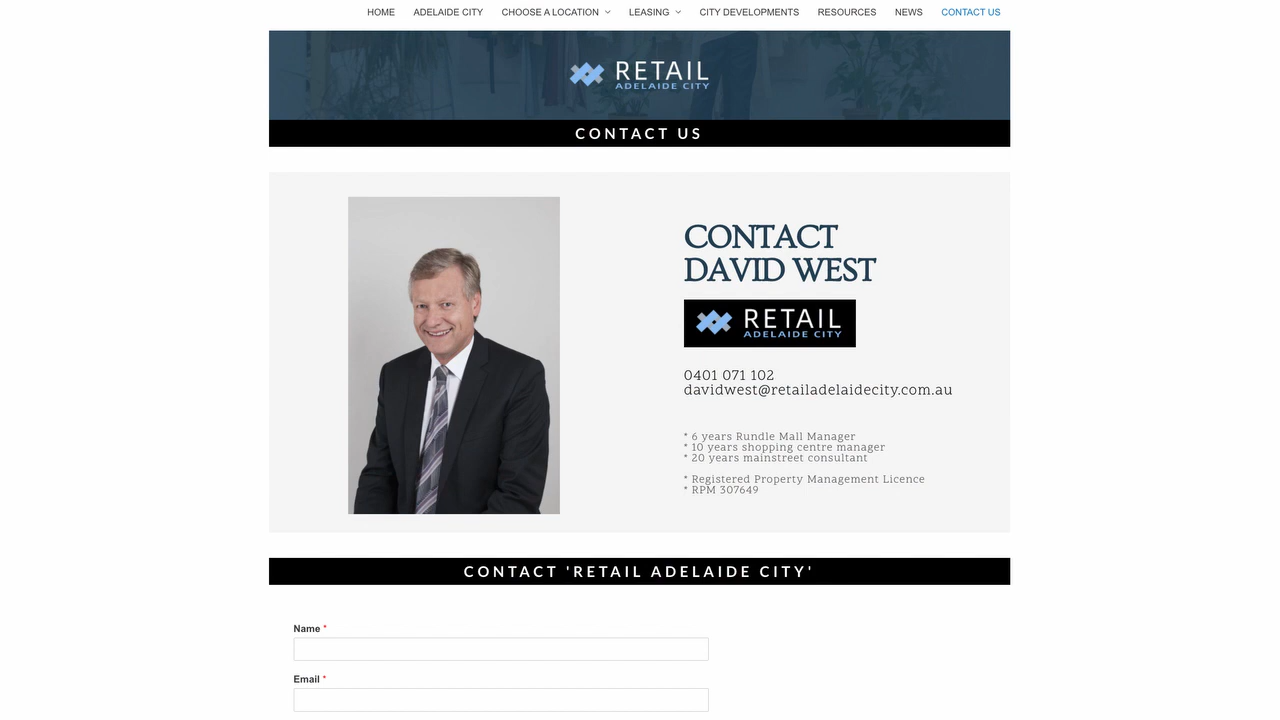 HOME ADELAIDE CITY CHOOSE A LOCATION LEASING CITY DEVELOPMENTS RESOURCES NEWS CONTACT US
RETAIL
ADELAIDE CITY
CONTACT US
CONTACT
DAVID WEST
RETAIL
ADELAIDE CITY
0401 071 102
davidwest@retailadelaidecity.com.au
* 6 years Rundle Mall Manager
* 10 years shopping centre manager
* 20 years mainstreet consultant
* Registered Property Management Licence
* RPM 307649
CONTACT 'RETAIL ADELAIDE CITY'
Name *
Email *